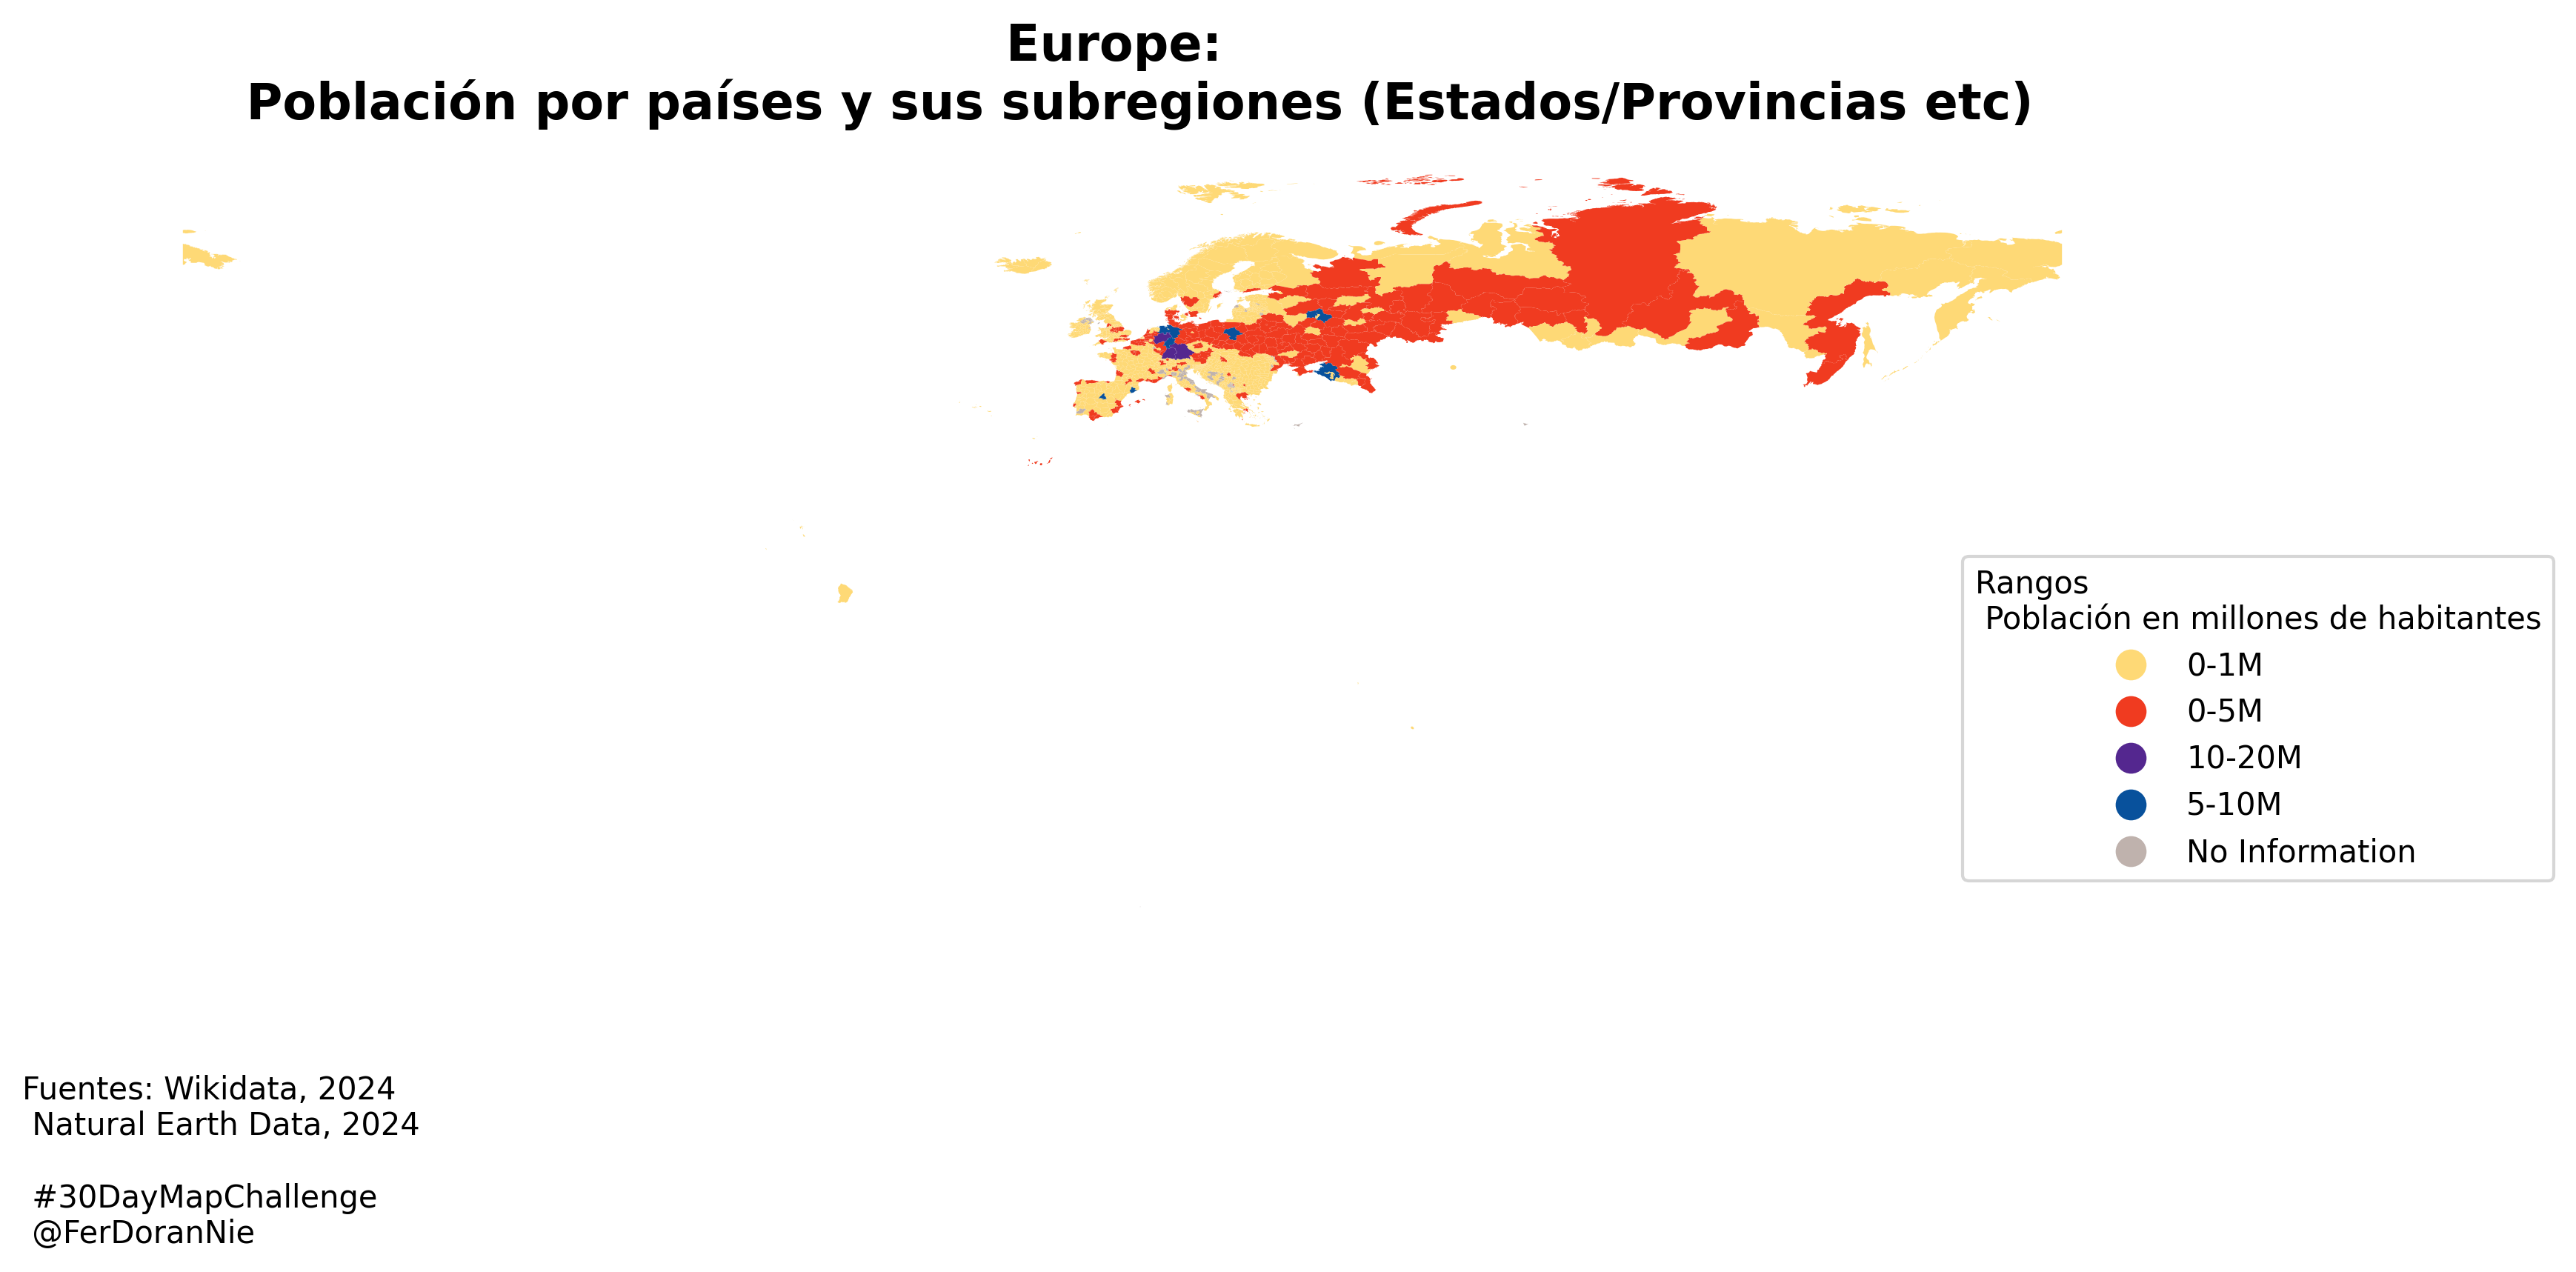 Europe:
Población por países y sus subregiones (Estados/Provincias etc)
Rangos
Población en millones de habitantes
0-1M
0-5M
10-20M
5-10M
No Information
Fuentes: Wikidata, 2024
Natural Earth Data, 2024
#30DayMapChallenge
@FerDoranNie